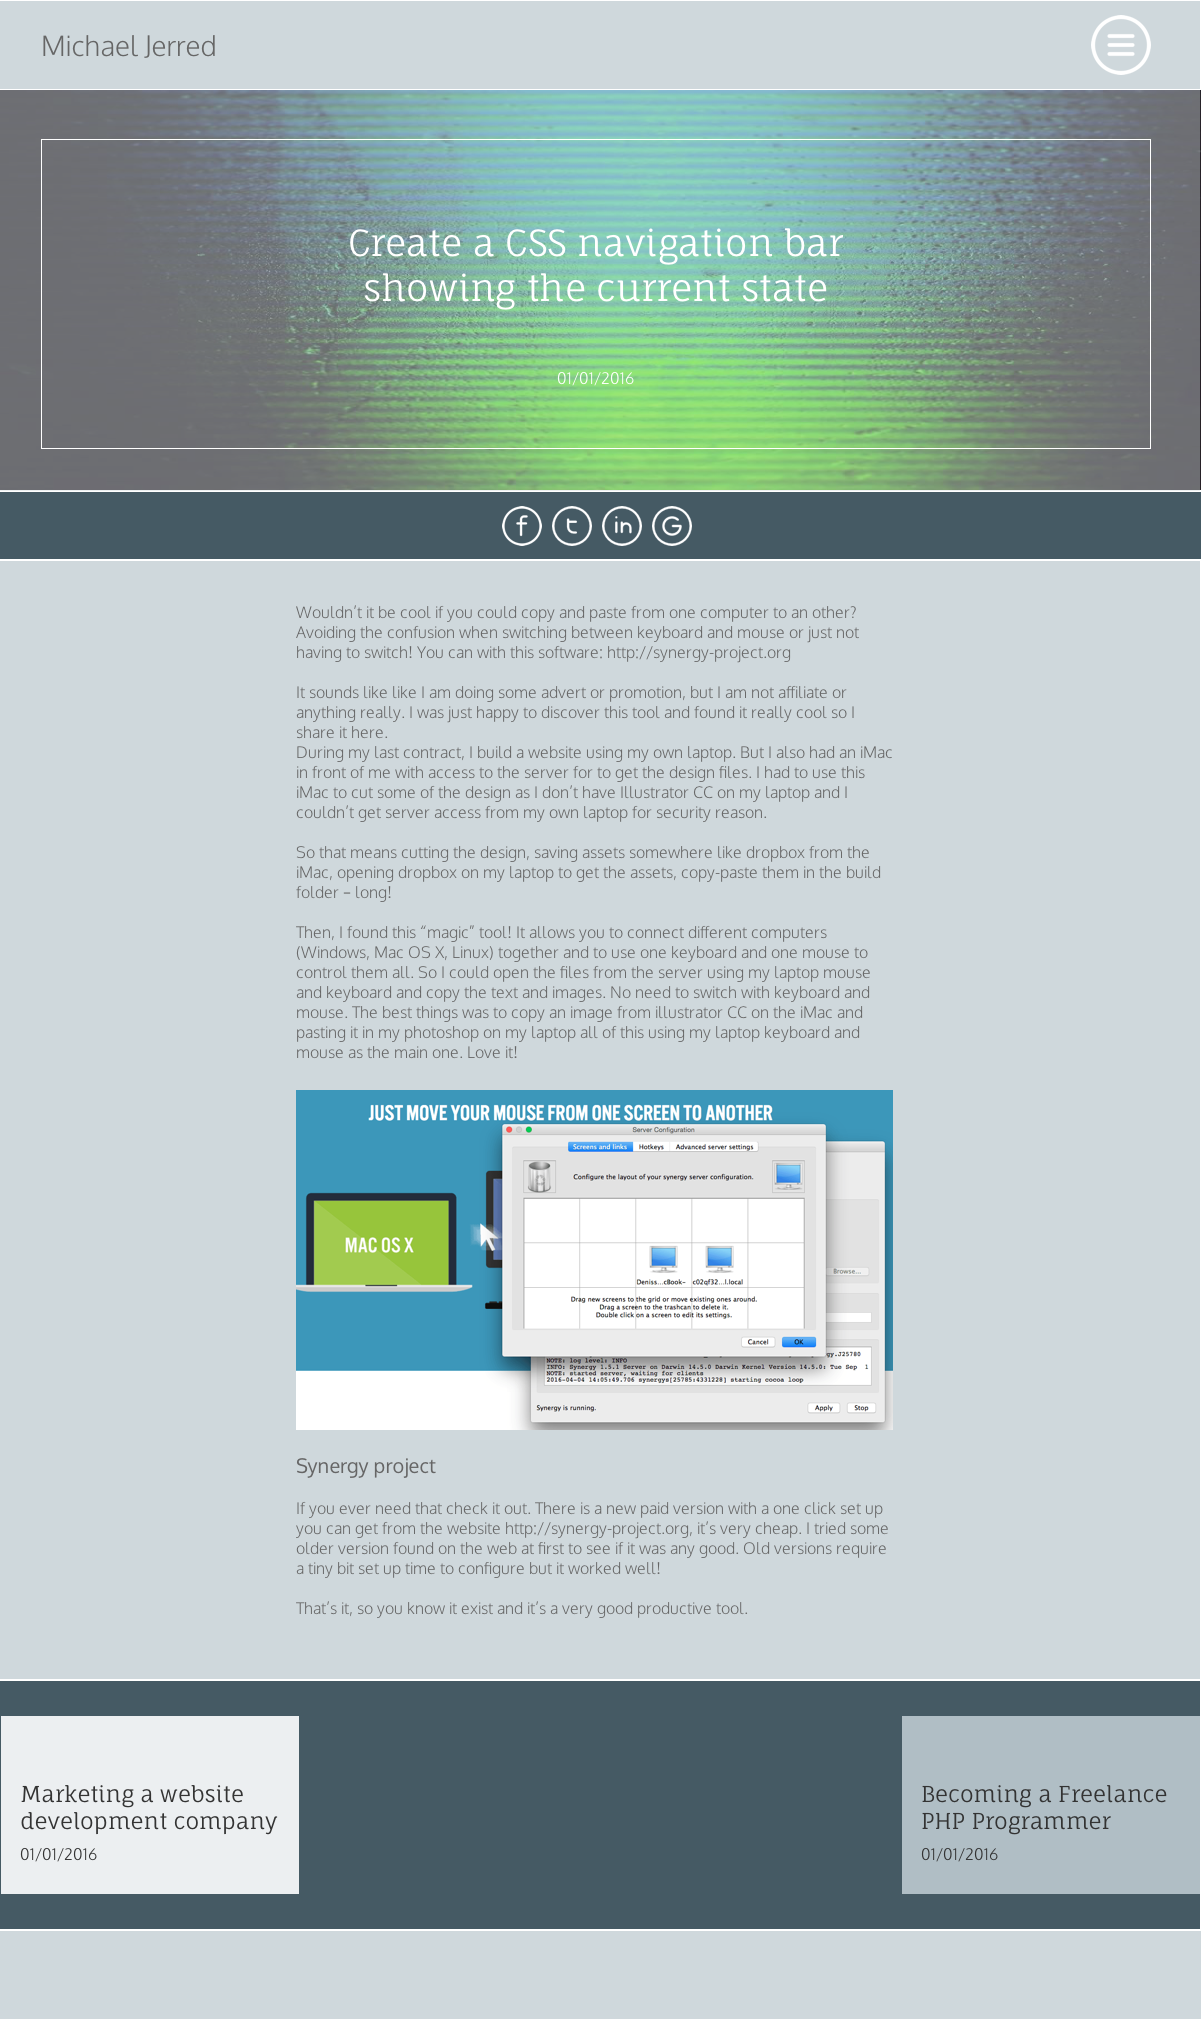 Michael Jerred
Create a CSS navigation bar
showing the current state
01/01/2016
f t in G
Wouldn't it be cool if you could copy and paste from one computer to an other?
Avoiding the confusion when switching between keyboard and mouse or just not
having to switch! You can with this software: http://synergy-project.org
It sounds like like I am doing some advert or promotion, but I am not affiliate or
anything really. I was just happy to discover this tool and found it really cool so I
share it here.
During my last contract, I build a website using my own laptop. But I also had an iMac
in front of me with access to the server for to get the design files. I had to use this
iMac to cut some of the design as I don't have Illustrator CC on my laptop and I
couldn't get server access from my own laptop for security reason.
So that means cutting the design, saving assets somewhere like dropbox from the
iMac, opening dropbox on my laptop to get the assets, copy-paste them in the build
folder – long!
Then, I found this “magic” tool! It allows you to connect different computers
(Windows, Mac OS X, Linux) together and to use one keyboard and one mouse to
control them all. So I could open the files from the server using my laptop mouse
and keyboard and copy the text and images. No need to switch with keyboard and
mouse. The best things was to copy an image from illustrator CC on the iMac and
pasting it in my photoshop on my laptop all of this using my laptop keyboard and
mouse as the main one. Love it!
JUST MOVE YOUR MOUSE FROM ONE SCREEN TO ANOTHER
Server Configuration
Screens and links Hotkeys Advanced server settings
Configure the layout of your synergy server configuration.
MAC OS X
Browse...
Deniss...cBook- c02qf32...l.local
Drag new screens to the grid or move existing ones around.
Drag a screen to the trashcan to delete it.
Double click on a screen to edit its settings.
Cancel OK
ergy.J25780
NOTE: log level: INFO
INFO: Synergy 1.5.1 Server on Darwin 14.5.0 Darwin Kernel Version 14.5.0: Tue Sep 1
NOTE: started server, waiting for clients
2016-04-04 14:05:49.706 synergys[25785:4331228] starting cocoa loop
Synergy is running. Apply Stop
Synergy project
If you ever need that check it out. There is a new paid version with a one click set up
you can get from the website http://synergy-project.org, it's very cheap. I tried some
older version found on the web at first to see if it was any good. Old versions require
a tiny bit set up time to configure but it worked well!
That's it, so you know it exist and it's a very good productive tool.
Marketing a website
development company
01/01/2016
Becoming a Freelance
PHP Programmer
01/01/2016